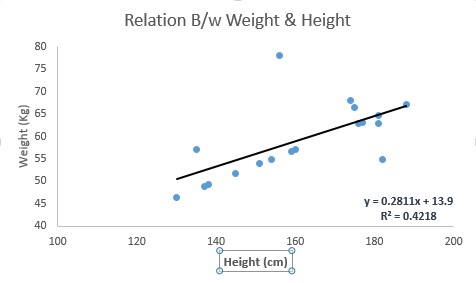 Relation B/w Weight & Height
80
75
70
65
60
55
50
45
40
Weight (Kg)
y = 0.2811x + 13.9
R² = 0.4218
100 120 140 160 180 200
Height (cm)